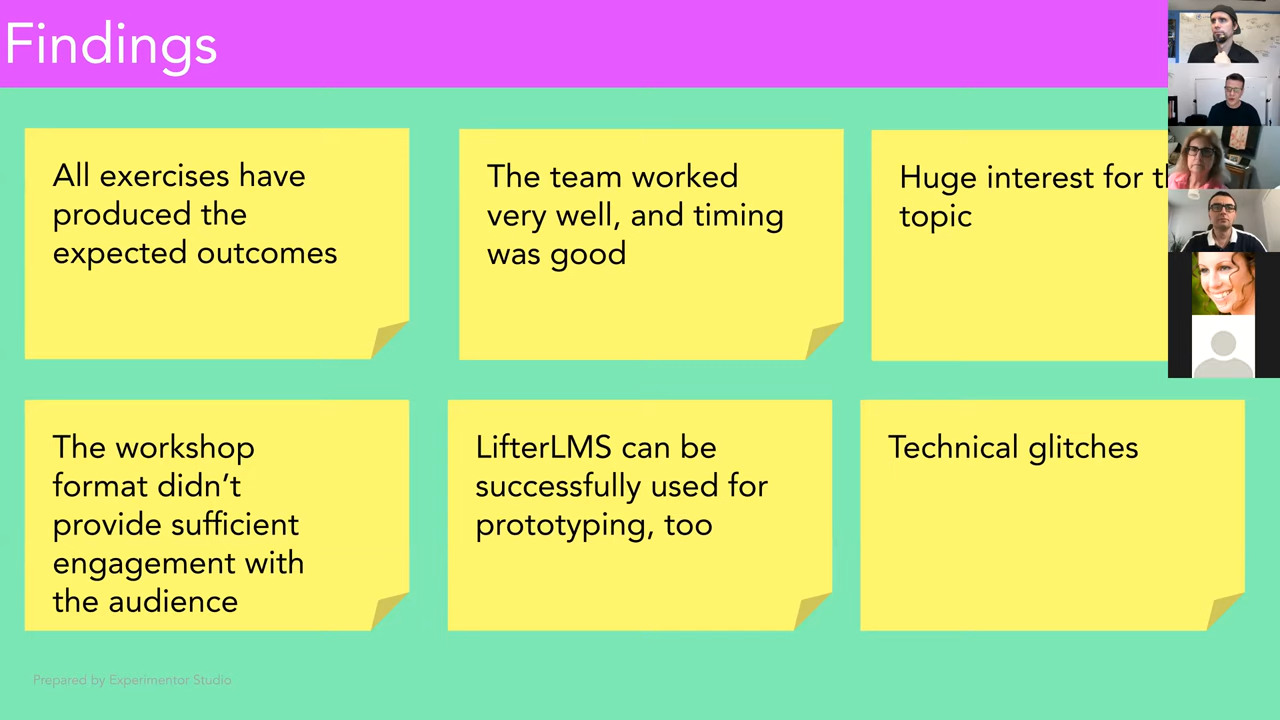 Findings
All exercises have
produced the
expected outcomes
The team worked
very well, and timing
was good
Huge interest for
topic
The workshop
format didn’t
provide sufficient
engagement with
the audience
LifterLMS can be
successfully used for
prototyping, too
Technical glitches
Prepared by Experimentor Studio